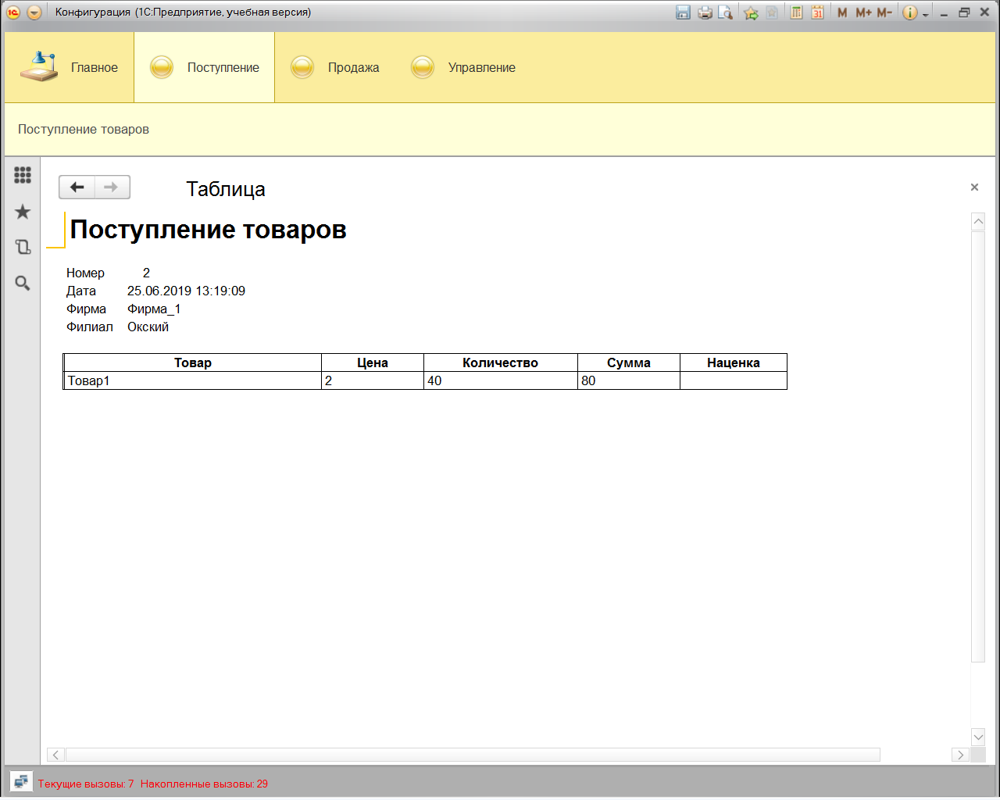 Конфигурация (1С:Предприятие, учебная версия)
31
M M+ M-
Главное Поступление Продажа Управление
Поступление товаров
Таблица
Поступление товаров
Номер 2
Дата 25.06.2019 13:19:09
Фирма Фирма_1
Филиал Окский
Товар Цена Количество Сумма Наценка
Товар1 2 40 80
Текущие вызовы: 7 Накопленные вызовы: 29